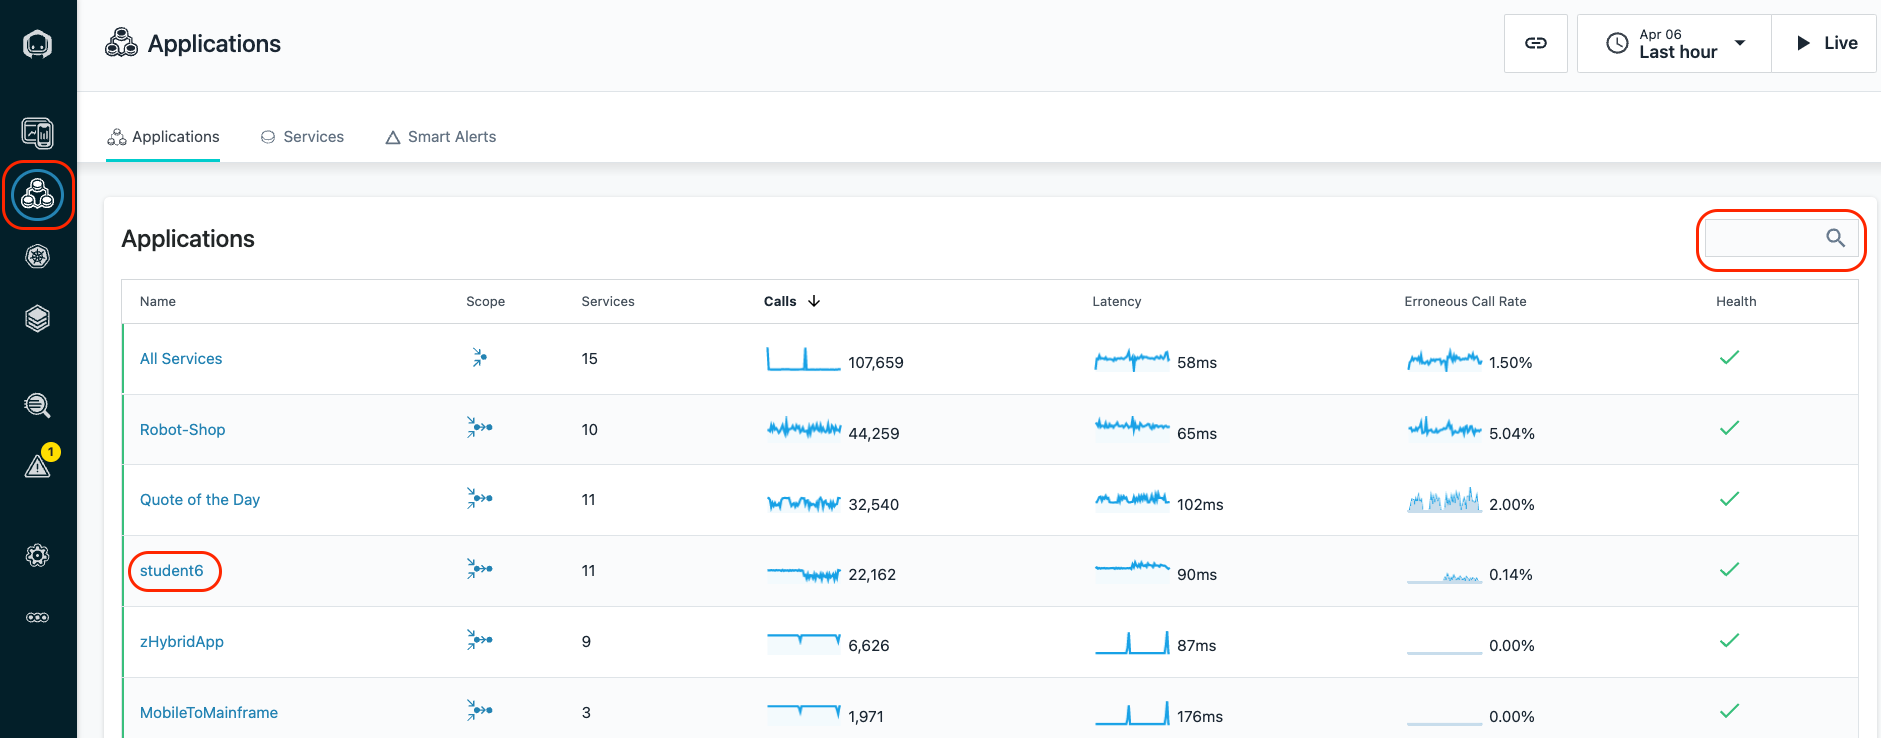 Applications
Apr 06
Last hour
Live
Applications Services Smart Alerts
1
Applications
Name Scope Services Calls Latency Erroneous Call Rate Health
All Services 15 107,659 58ms 1.50%
Robot-Shop 10 44,259 65ms 5.04%
Quote of the Day 11 32,540 102ms 2.00%
student6 11 22,162 90ms 0.14%
zHybridApp 9 6,626 87ms 0.00%
MobileToMainframe 3 1,971 176ms 0.00%